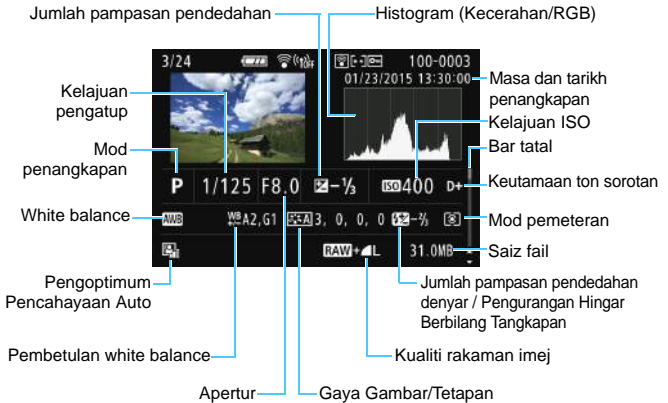 Jumlah pampasan pendedahan
Histogram (Kecerahan/RGB)
3/24
OFF
100-0003
01/23/2015 13:30:00
Masa dan tarikh
penangkapan
Kelajuan
pengatup
Kelajuan ISO
Mod
penangkapan
Bar tatal
P 1/125 F8.0 -1/3 ISO 400 D+
Keutamaan ton sorotan
White balance
AWB WB A2,G1 A 3, 0, 0, 0 -2/3
Mod pemeteran
RAW+L 31.0MB
Saiz fail
Pengoptimum
Pencahayaan Auto
Jumlah pampasan pendedahan
denyar / Pengurangan Hingar
Berbilang Tangkapan
Pembetulan white balance
Kualiti rakaman imej
Apertur
Gaya Gambar/Tetapan